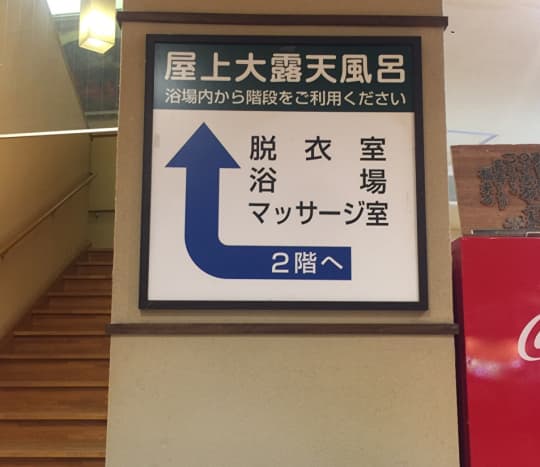 屋上大露天風呂
浴場内から階段をご利用ください
脱衣室
浴場
マッサージ室
2階へ